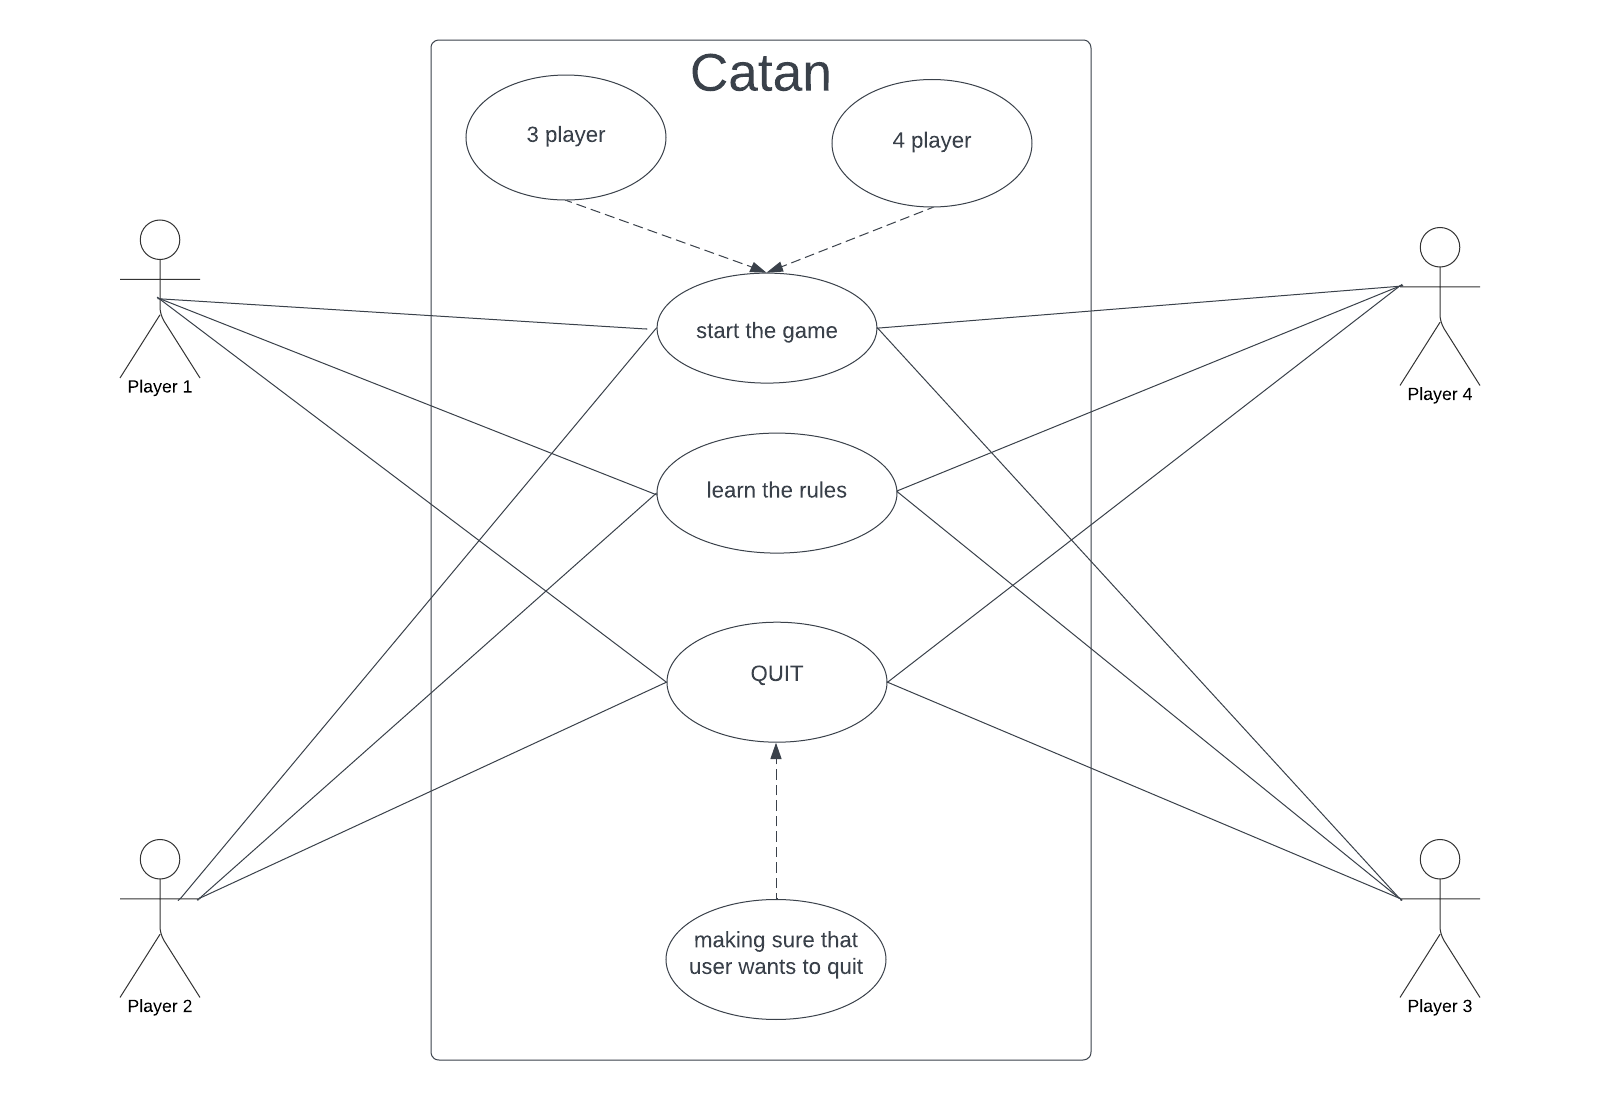 Catan
3 player
4 player
start the game
Player 1
Player 4
learn the rules
QUIT
making sure that
user wants to quit
Player 2
Player 3